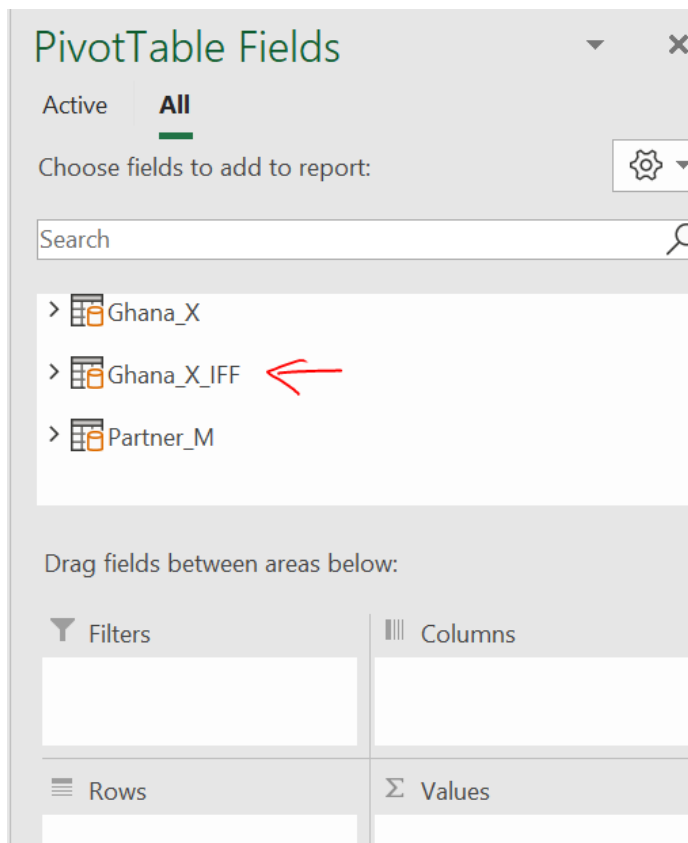 PivotTable Fields
Active All
Choose fields to add to report:
Search
Ghana_X
Ghana_X_IFF
Partner_M
Drag fields between areas below:
Filters Columns
Rows Σ Values